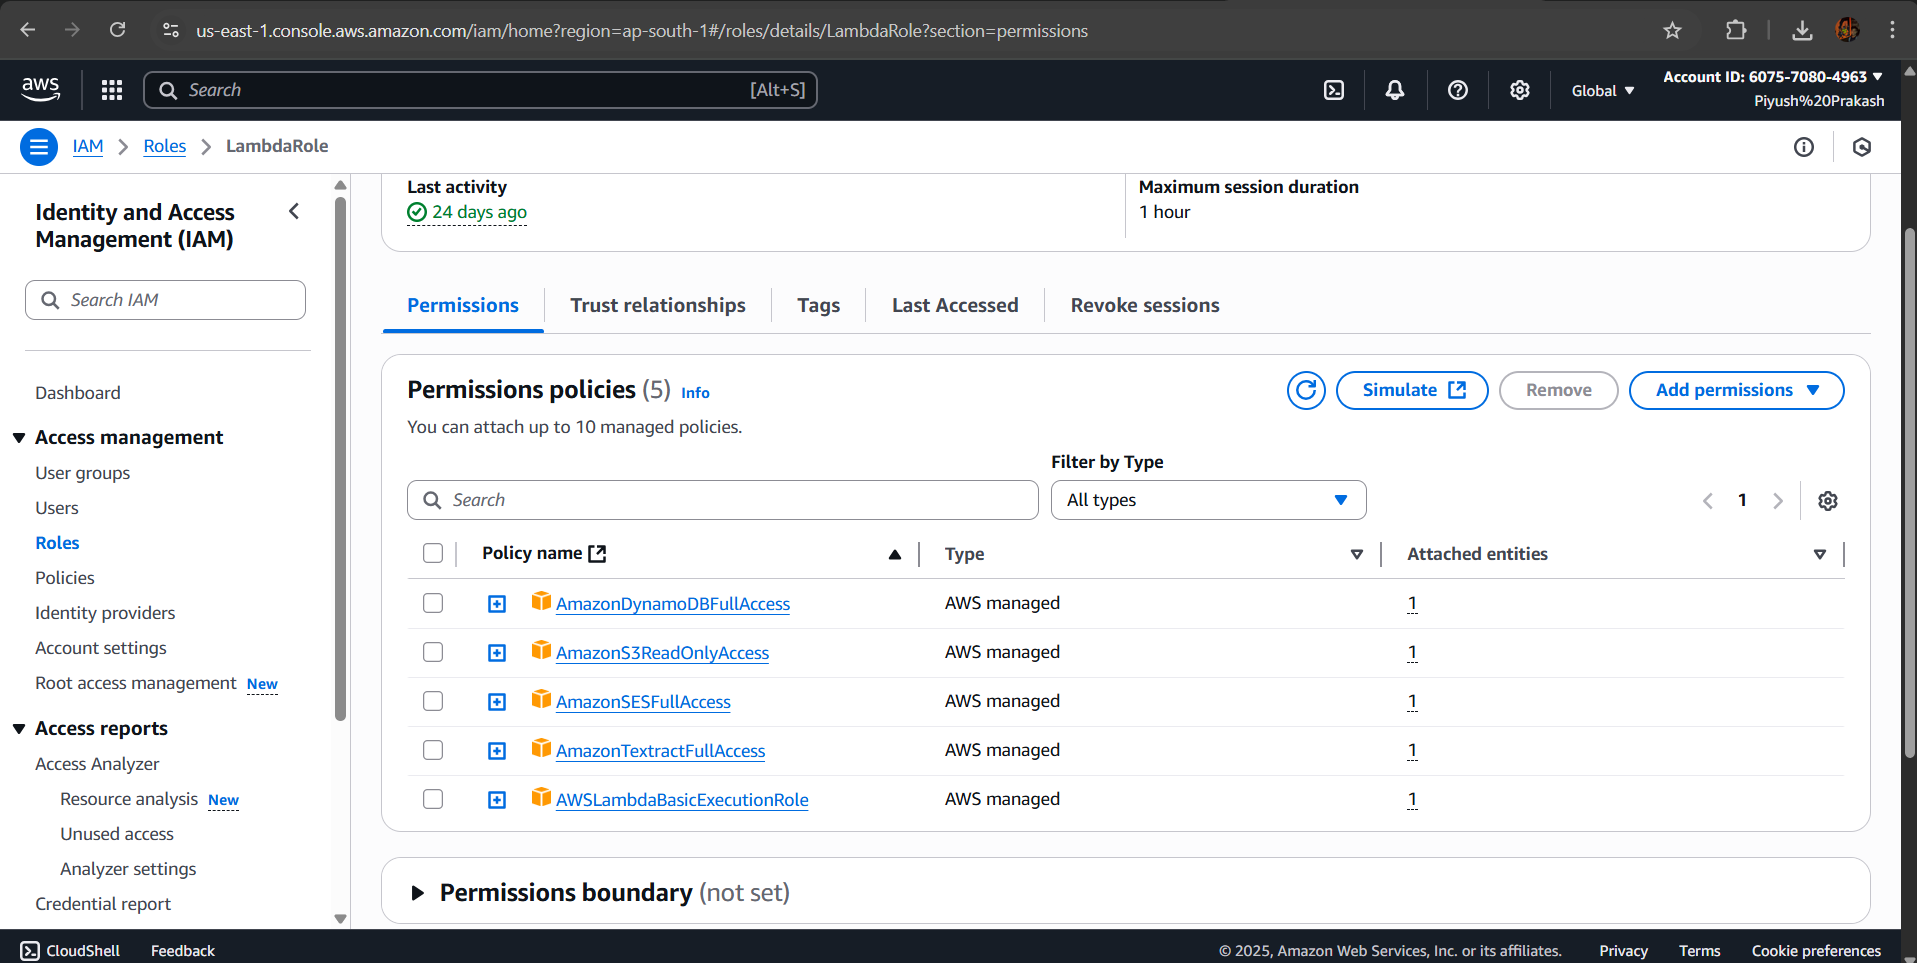 us-east-1.console.aws.amazon.com/iam/home?region=ap-south-1#/roles/details/LambdaRole?section=permissions
aws
Search
[Alt+S]
Global
Account ID: 6075-7080-4963
Piyush%20Prakash
IAM
Roles
LambdaRole
Identity and Access
Management (IAM)
Search IAM
Dashboard
Access management
User groups
Users
Roles
Policies
Identity providers
Account settings
Root access management New
Access reports
Access Analyzer
Resource analysis New
Unused access
Analyzer settings
Credential report
Last activity
24 days ago
Maximum session duration
1 hour
Permissions
Trust relationships
Tags
Last Accessed
Revoke sessions
Permissions policies (5) Info
Simulate
Remove
Add permissions
You can attach up to 10 managed policies.
Filter by Type
Search
All types
1
Policy name
Type
Attached entities
AmazonDynamoDBFullAccess AWS managed 1
AmazonS3ReadOnlyAccess AWS managed 1
AmazonSESFullAccess AWS managed 1
AmazonTextractFullAccess AWS managed 1
AWSLambdaBasicExecutionRole AWS managed 1
Permissions boundary (not set)
CloudShell
Feedback
© 2025, Amazon Web Services, Inc. or its affiliates.
Privacy
Terms
Cookie preferences